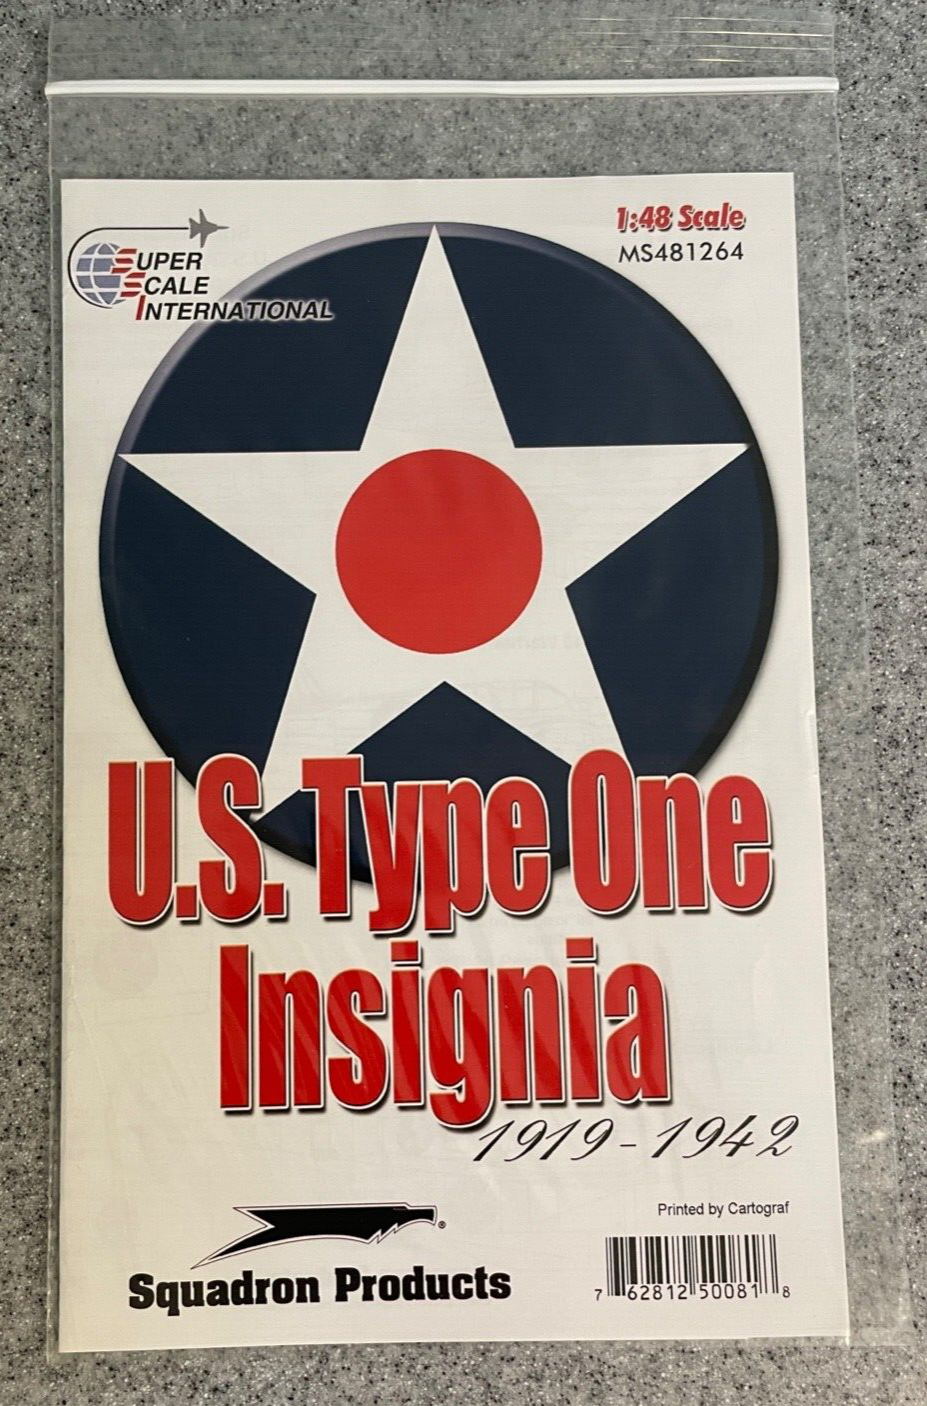 SUPER
SCALE
INTERNATIONAL
1:48 Scale
MS481264
U.S. Type One
Insignia
1919-1942
Printed by Cartograf
®
Squadron Products
7 62812 50081 8